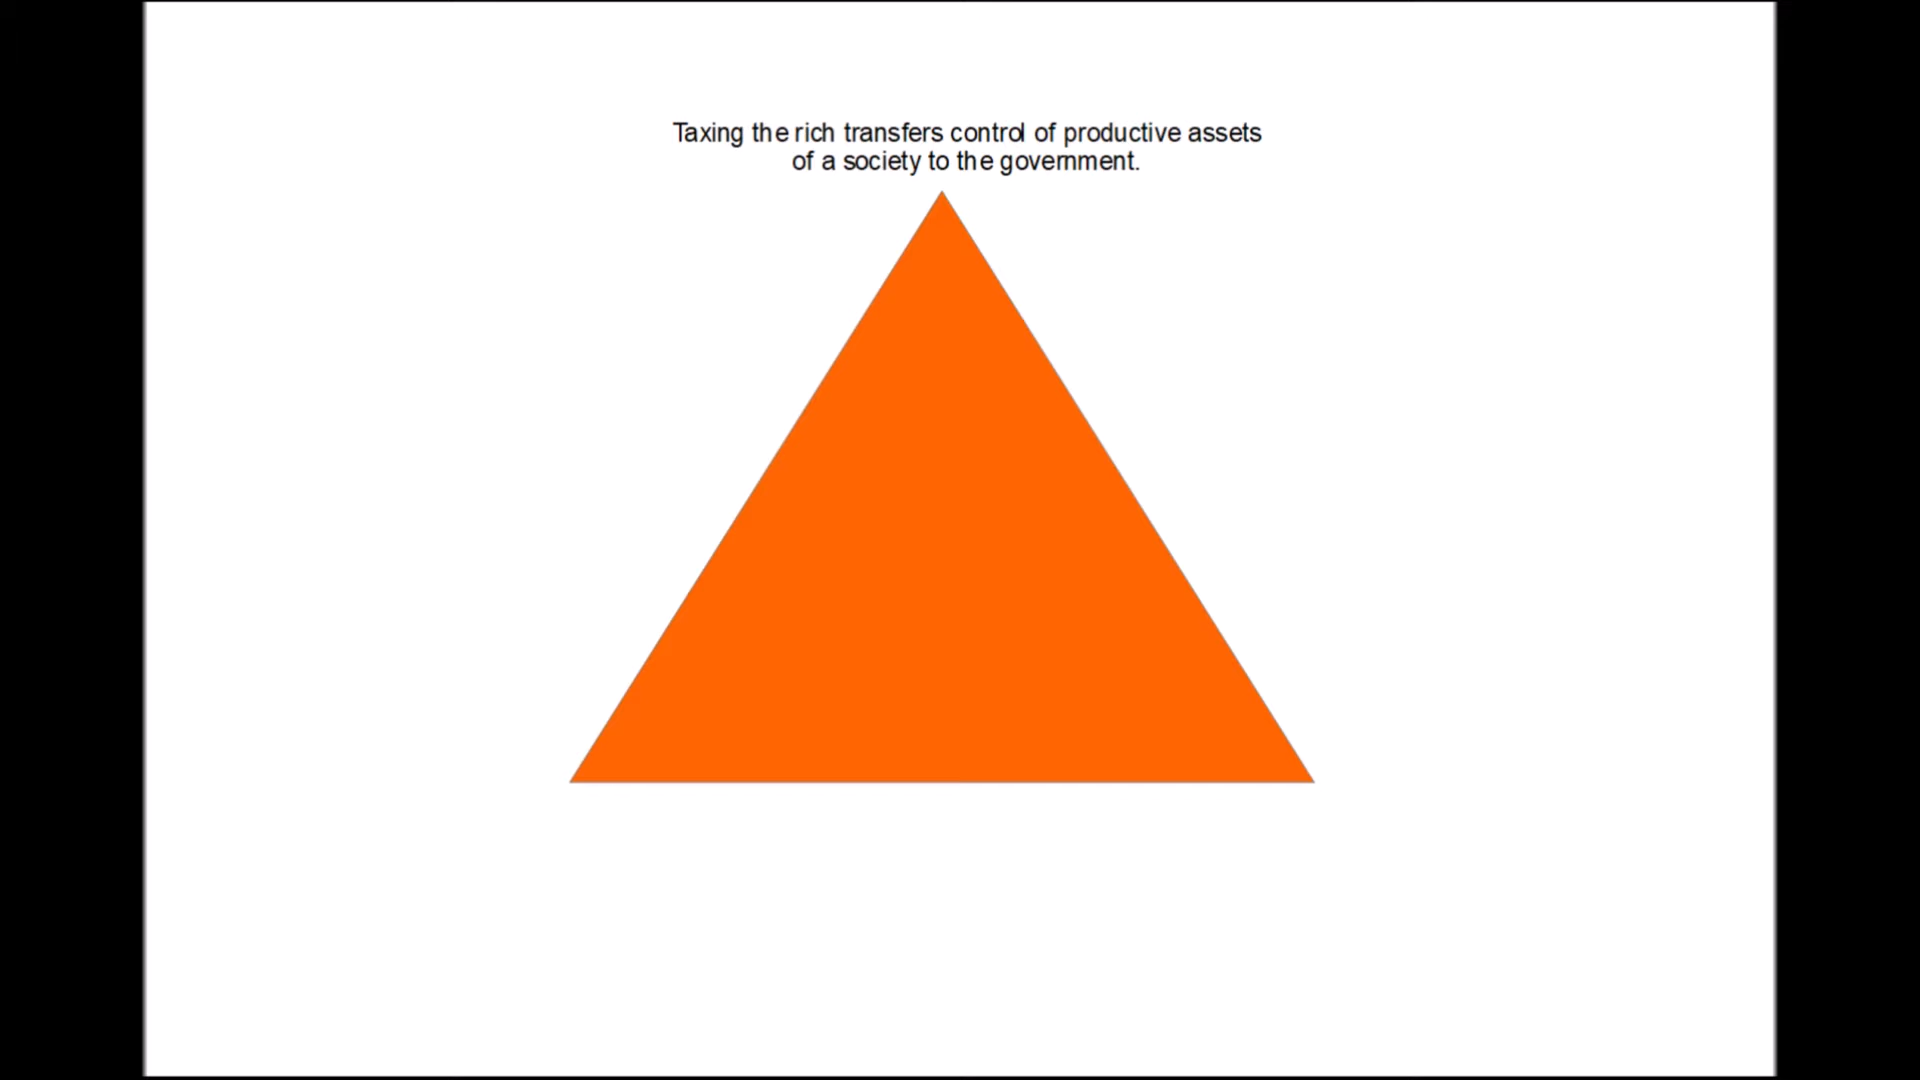 Taxing the rich transfers control of productive assets
of a society to the government.